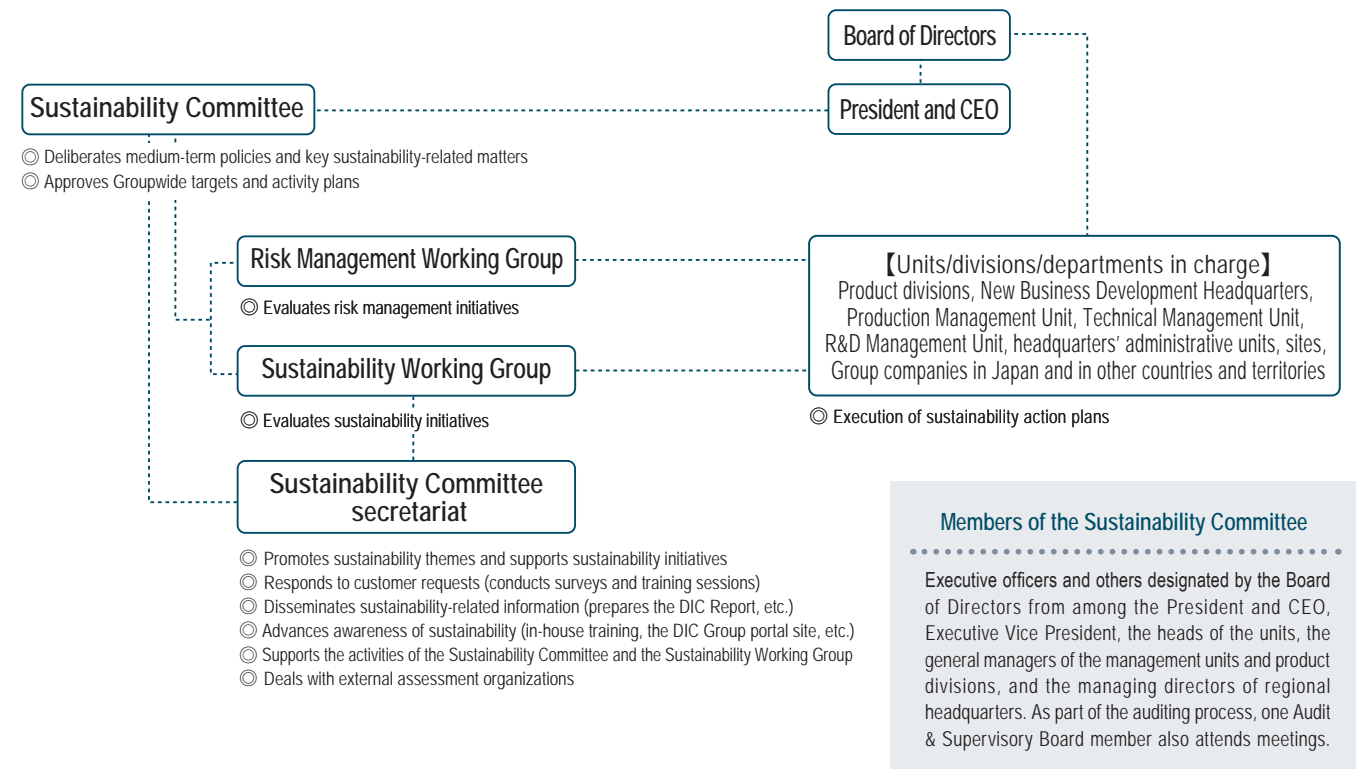 Board of Directors
President and CEO
Sustainability Committee
◎ Deliberates medium-term policies and key sustainability-related matters
◎ Approves Groupwide targets and activity plans
Risk Management Working Group
◎ Evaluates risk management initiatives
Sustainability Working Group
◎ Evaluates sustainability initiatives
Sustainability Committee
secretariat
◎ Promotes sustainability themes and supports sustainability initiatives
◎ Responds to customer requests (conducts surveys and training sessions)
◎ Disseminates sustainability-related information (prepares the DIC Report, etc.)
◎ Advances awareness of sustainability (in-house training, the DIC Group portal site, etc.)
◎ Supports the activities of the Sustainability Committee and the Sustainability Working Group
◎ Deals with external assessment organizations
【Units/divisions/departments in charge】
Product divisions, New Business Development Headquarters,
Production Management Unit, Technical Management Unit,
R&D Management Unit, headquarters' administrative units, sites,
Group companies in Japan and in other countries and territories
◎ Execution of sustainability action plans
Members of the Sustainability Committee
Executive officers and others designated by the Board
of Directors from among the President and CEO,
Executive Vice President, the heads of the units, the
general managers of the management units and product
divisions, and the managing directors of regional
headquarters. As part of the auditing process, one Audit
& Supervisory Board member also attends meetings.